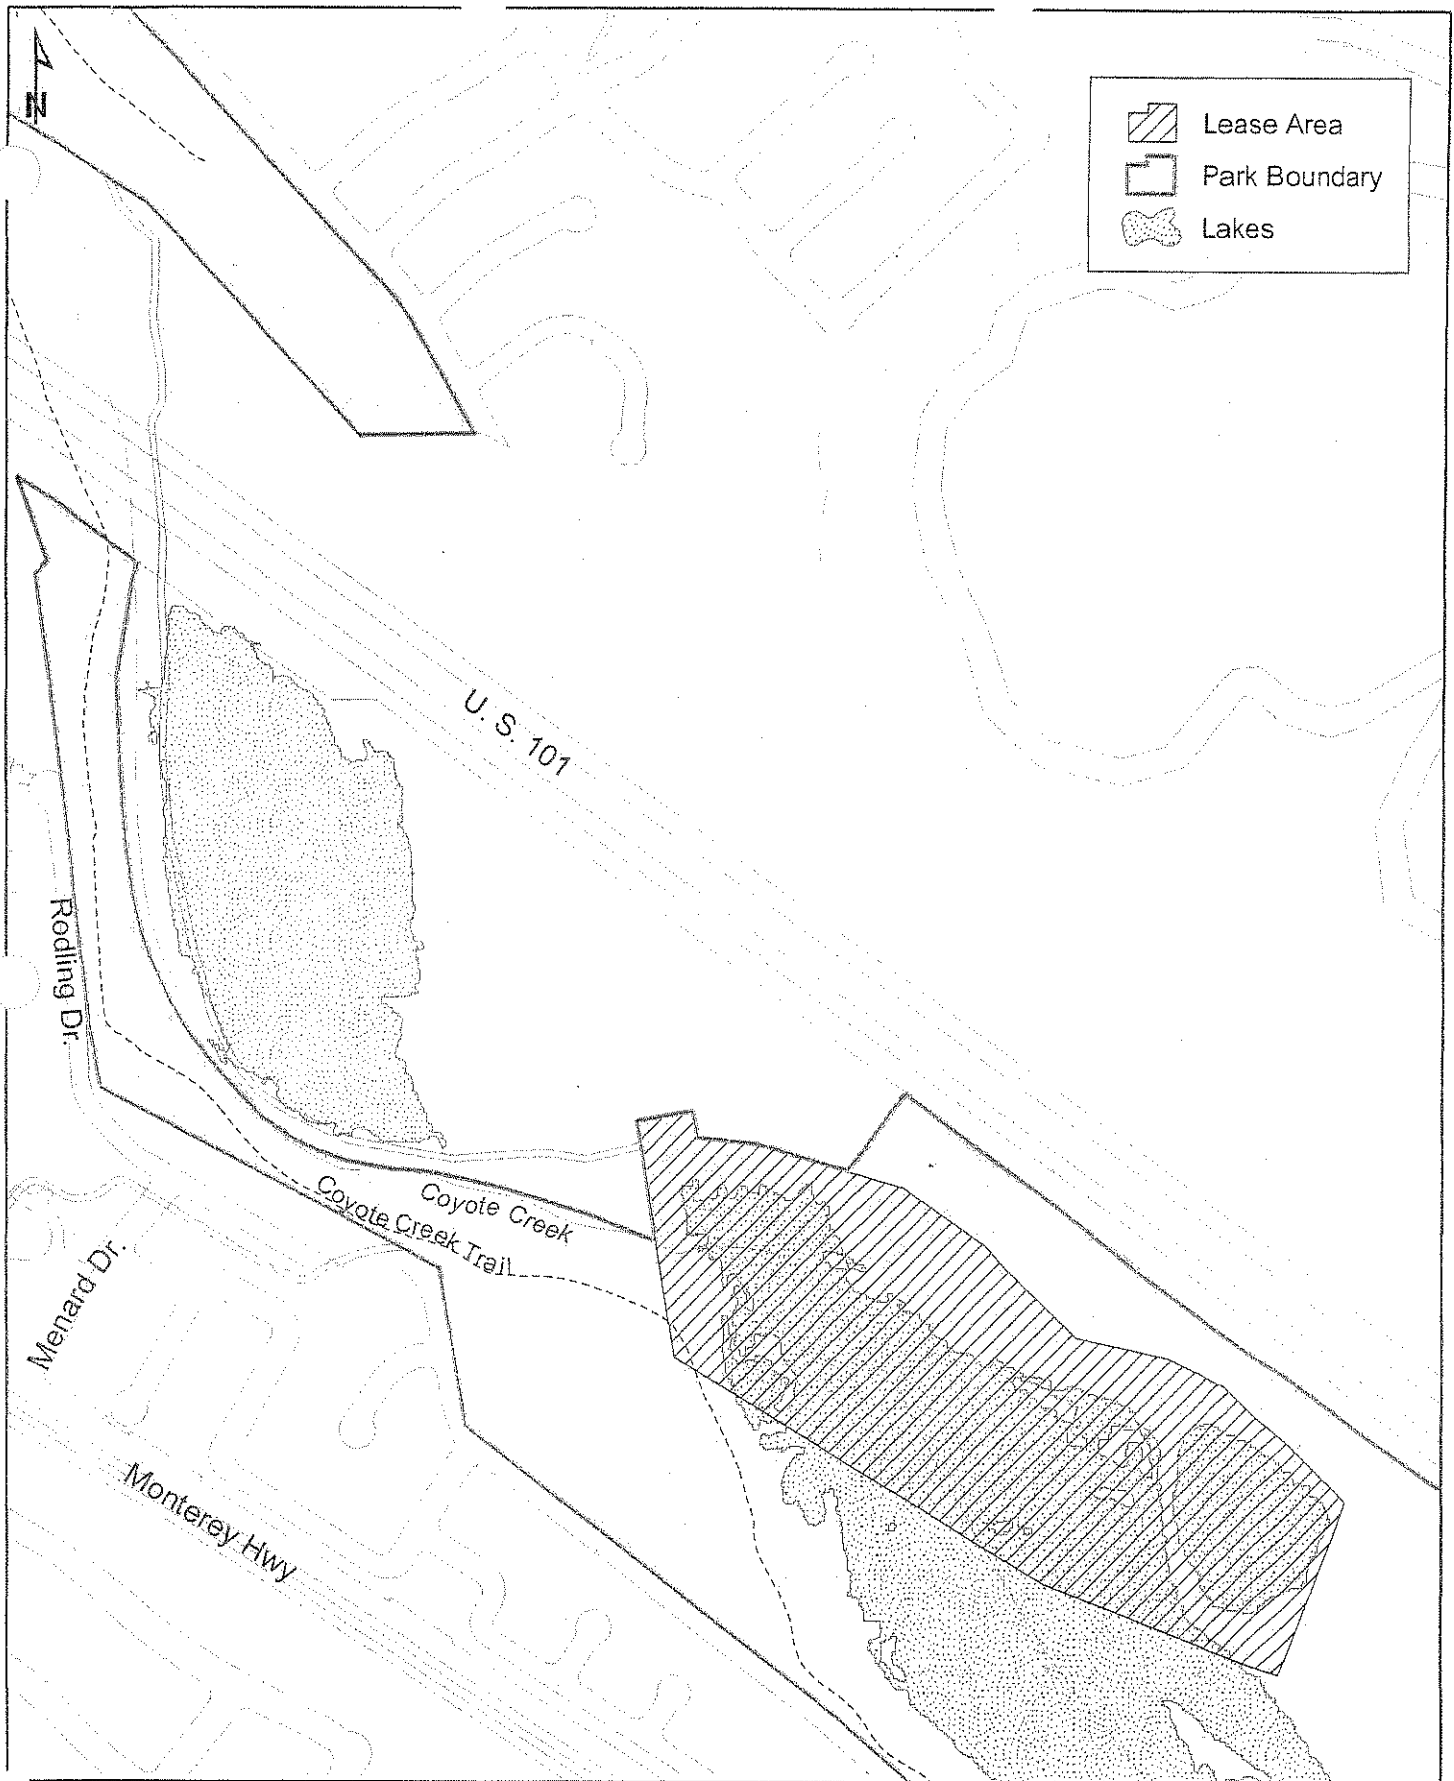 N
Lease Area
Park Boundary
Lakes
U. S. 101
Rodling Dr.
Coyote Creek
Coyote Creek Trail
Menard Dr.
Monterey Hwy